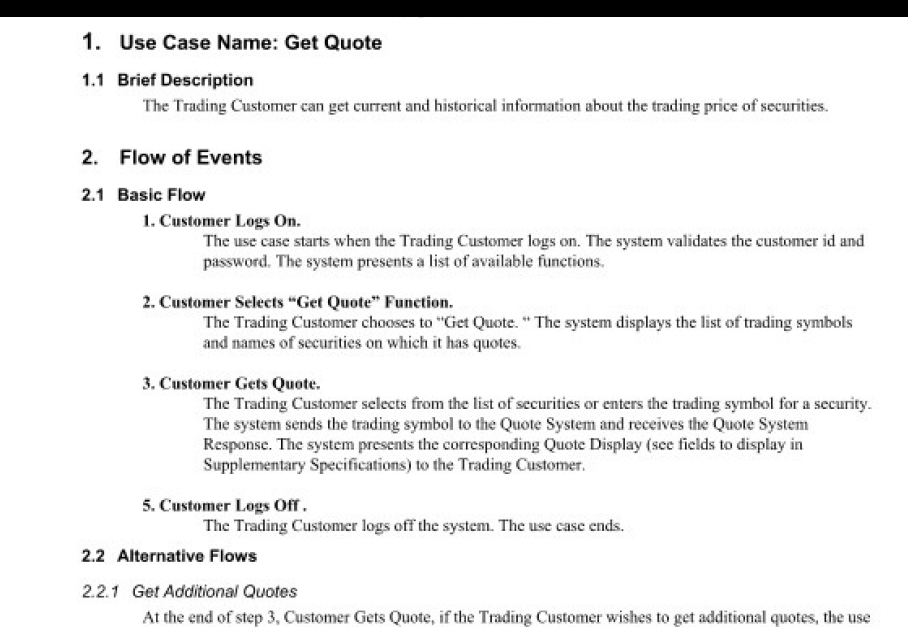 1. Use Case Name: Get Quote
1.1 Brief Description
The Trading Customer can get current and historical information about the trading price of securities.
2. Flow of Events
2.1 Basic Flow
1. Customer Logs On.
The use case starts when the Trading Customer logs on. The system validates the customer id and
password. The system presents a list of available functions.
2. Customer Selects “Get Quote” Function.
The Trading Customer chooses to “Get Quote. “ The system displays the list of trading symbols
and names of securities on which it has quotes.
3. Customer Gets Quote.
The Trading Customer selects from the list of securities or enters the trading symbol for a security.
The system sends the trading symbol to the Quote System and receives the Quote System
Response. The system presents the corresponding Quote Display (see fields to display in
Supplementary Specifications) to the Trading Customer.
5. Customer Logs Off .
The Trading Customer logs off the system. The use case ends.
2.2 Alternative Flows
2.2.1 Get Additional Quotes
At the end of step 3, Customer Gets Quote, if the Trading Customer wishes to get additional quotes, the use